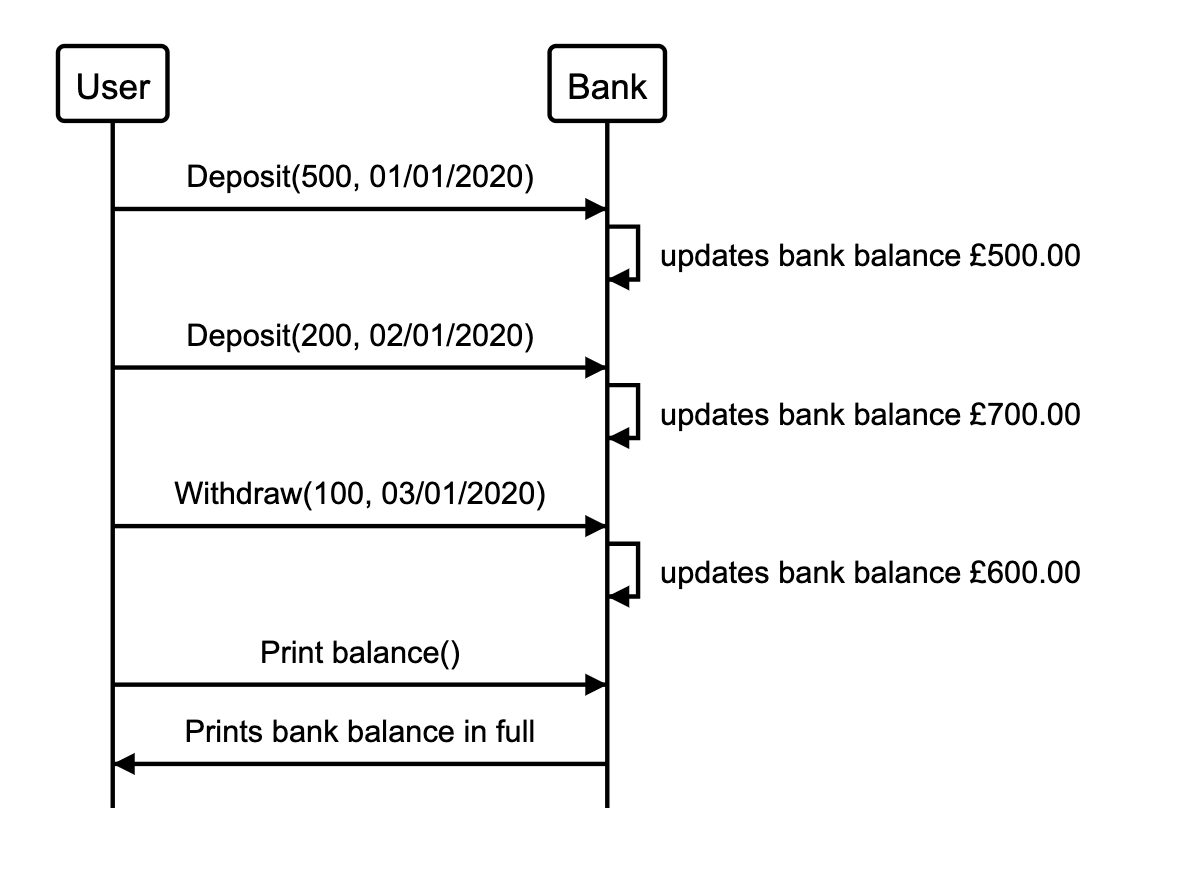 User
Bank
Deposit(500, 01/01/2020)
updates bank balance £500.00
Deposit(200, 02/01/2020)
updates bank balance £700.00
Withdraw(100, 03/01/2020)
updates bank balance £600.00
Print balance()
Prints bank balance in full